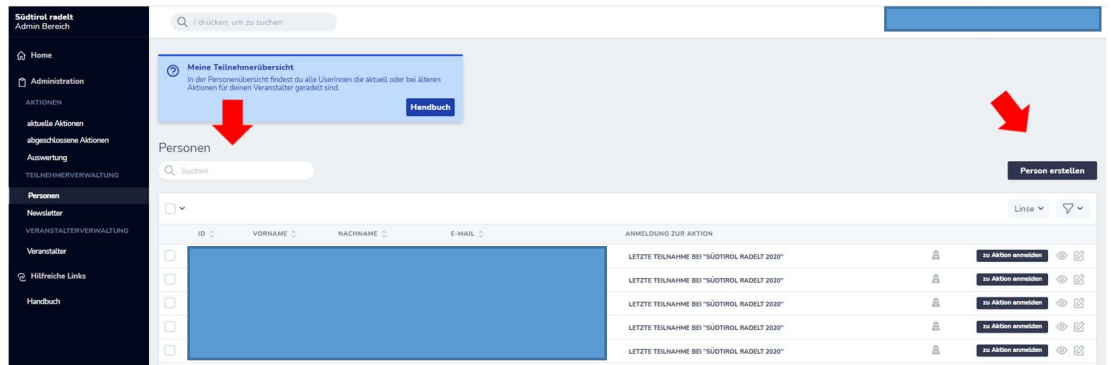 Südtirol radelt
Admin Bereich
/ drücken, um zu suchen
Home
Administration
AKTIONEN
aktuelle Aktionen
abgeschlossene Aktionen
Auswertung
TEILNEHMERVERWALTUNG
Personen
Newsletter
VERANSTALTERVERWALTUNG
Veranstalter
Hilfreiche Links
Handbuch
Meine Teilnehmerübersicht
In der Personenübersicht findest du alle UserInnen die aktuell oder bei älteren
Aktionen für deinen Veranstalter geradelt sind.
Handbuch
Personen
Suchen
Person erstellen
Linse
ID VORNAME NACHNAME E-MAIL ANMELDUNG ZUR AKTION
LETZTE TEILNAHME BEI "SÜDTIROL RADELT 2020" zu Aktion anmelden
LETZTE TEILNAHME BEI "SÜDTIROL RADELT 2020" zu Aktion anmelden
LETZTE TEILNAHME BEI "SÜDTIROL RADELT 2020" zu Aktion anmelden
LETZTE TEILNAHME BEI "SÜDTIROL RADELT 2020" zu Aktion anmelden
LETZTE TEILNAHME BEI "SÜDTIROL RADELT 2020" zu Aktion anmelden